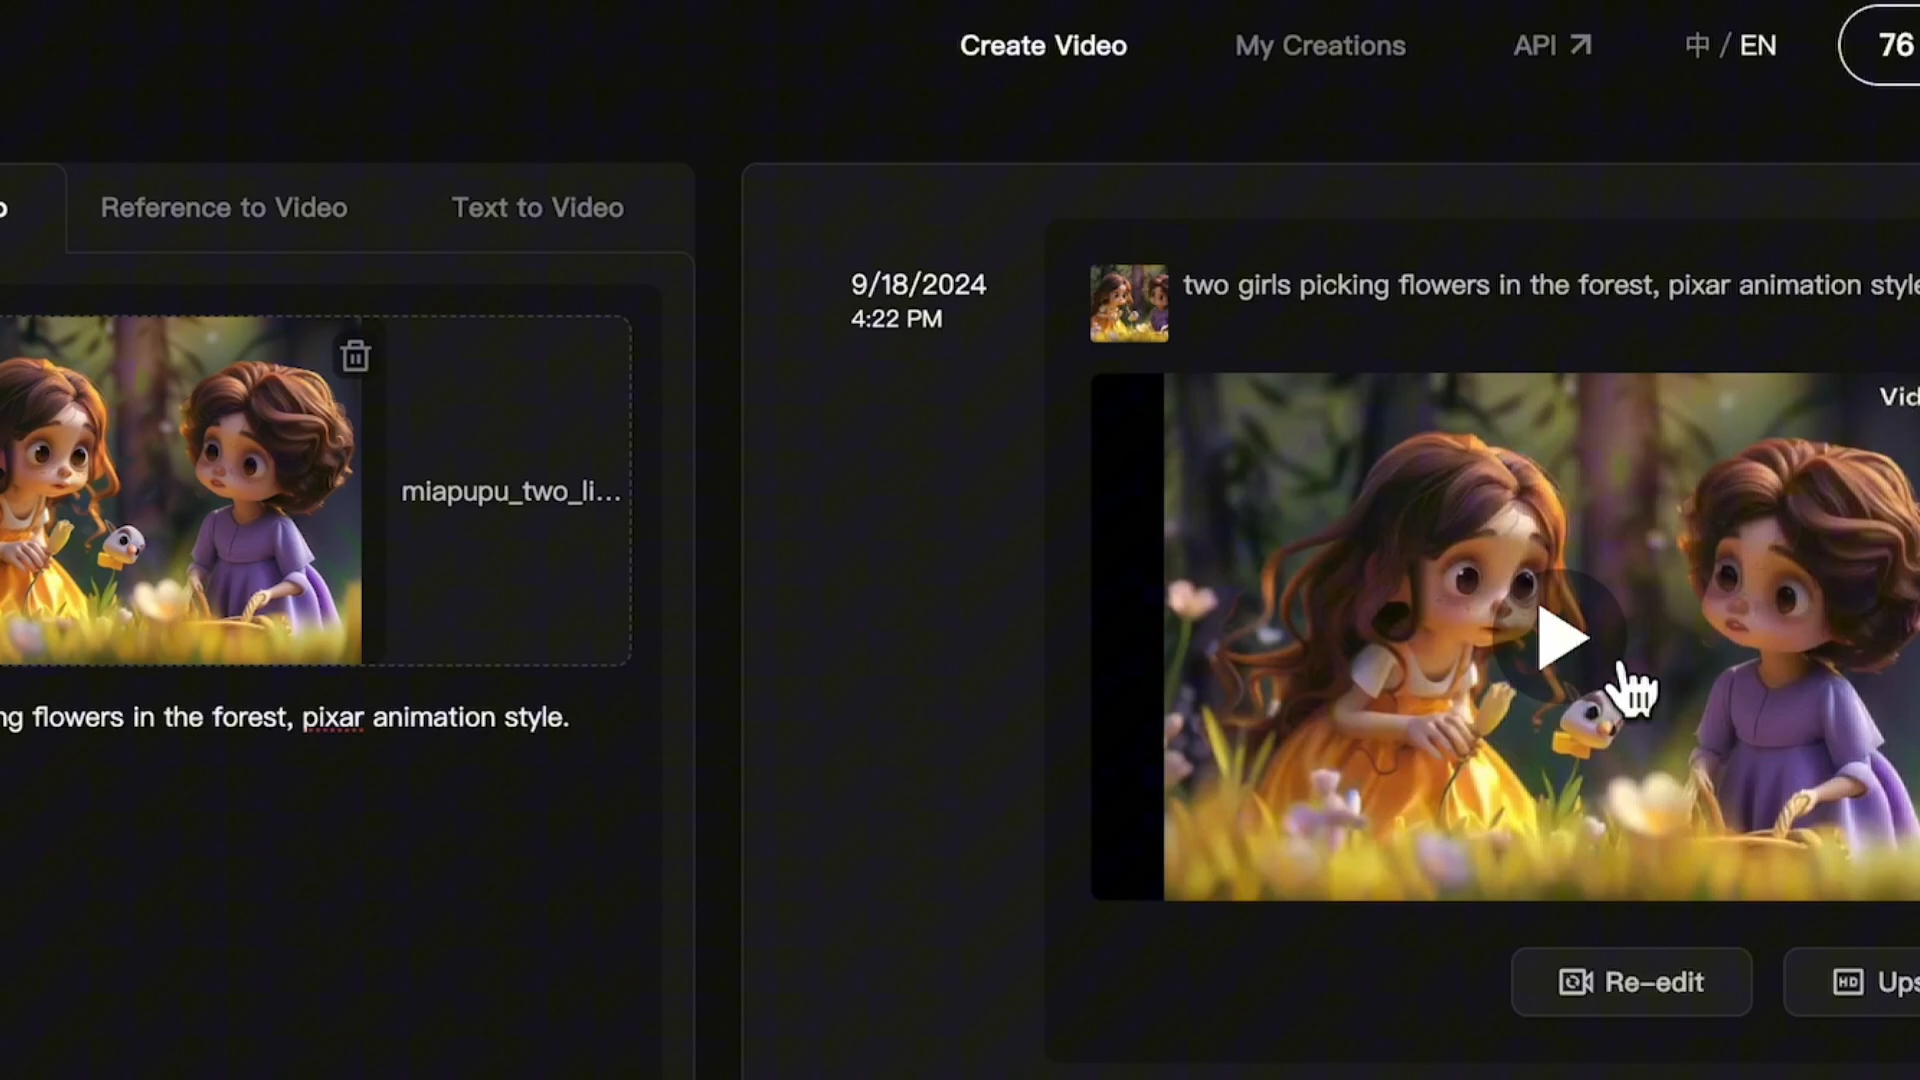 Create Video
My Creations
API
中 / EN
76
Reference to Video
Text to Video
9/18/2024
4:22 PM
two girls picking flowers in the forest, pixar animation style
Vid
miapupu_two_li...
ng flowers in the forest, pixar animation style.
Re-edit
HD
Ups